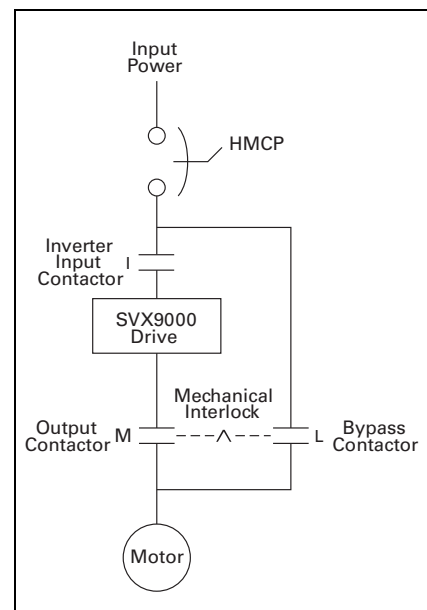 Input
Power
HMCP
Inverter
Input
Contactor
I
SVX9000
Drive
Mechanical
Interlock
Output
Contactor
M
L
Bypass
Contactor
Motor